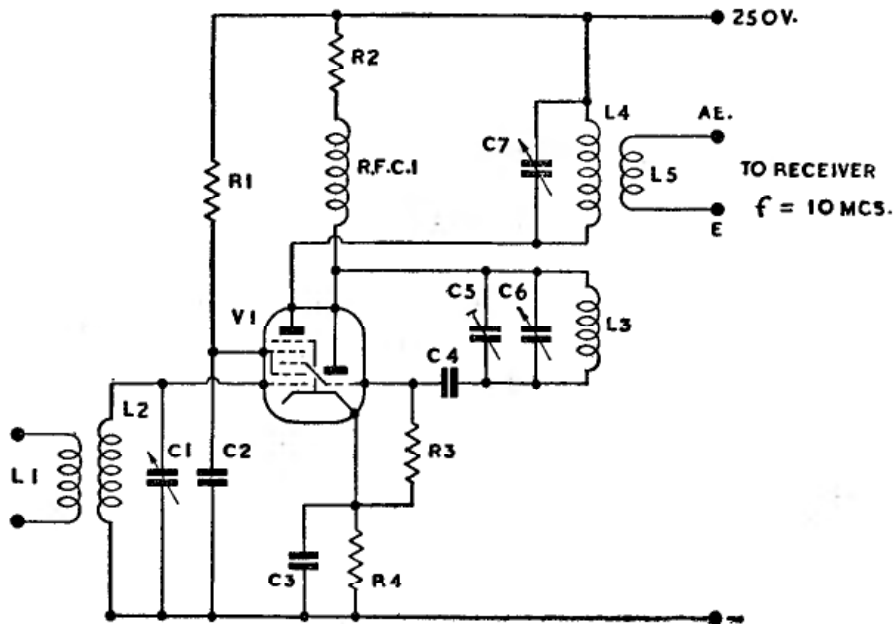 250V.
R2
L4
AE.
C7
R.F.C.1
L5
TO RECEIVER
R1
f = 10 MCS.
E
V1
C5
C6
L3
C4
L2
C1
C2
R3
L1
C3
R4